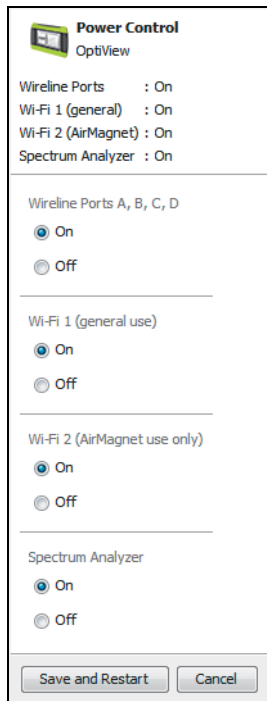 Power Control
OptiView
Wireline Ports : On
Wi-Fi 1 (general) : On
Wi-Fi 2 (AirMagnet) : On
Spectrum Analyzer : On
Wireline Ports A, B, C, D
On
Off
Wi-Fi 1 (general use)
On
Off
Wi-Fi 2 (AirMagnet use only)
On
Off
Spectrum Analyzer
On
Off
Save and Restart Cancel